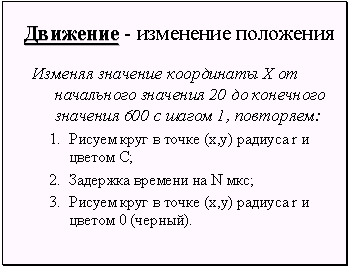 Движение - изменение положения
Изменяя значение координаты X от
начального значения 20 до конечного
значения 600 с шагом 1, повторяем:
1. Рисуем круг в точке (x,y) радиуса r и
цветом C;
2. Задержка времени на N мкс;
3. Рисуем круг в точке (x,y) радиуса r и
цветом 0 (черный).